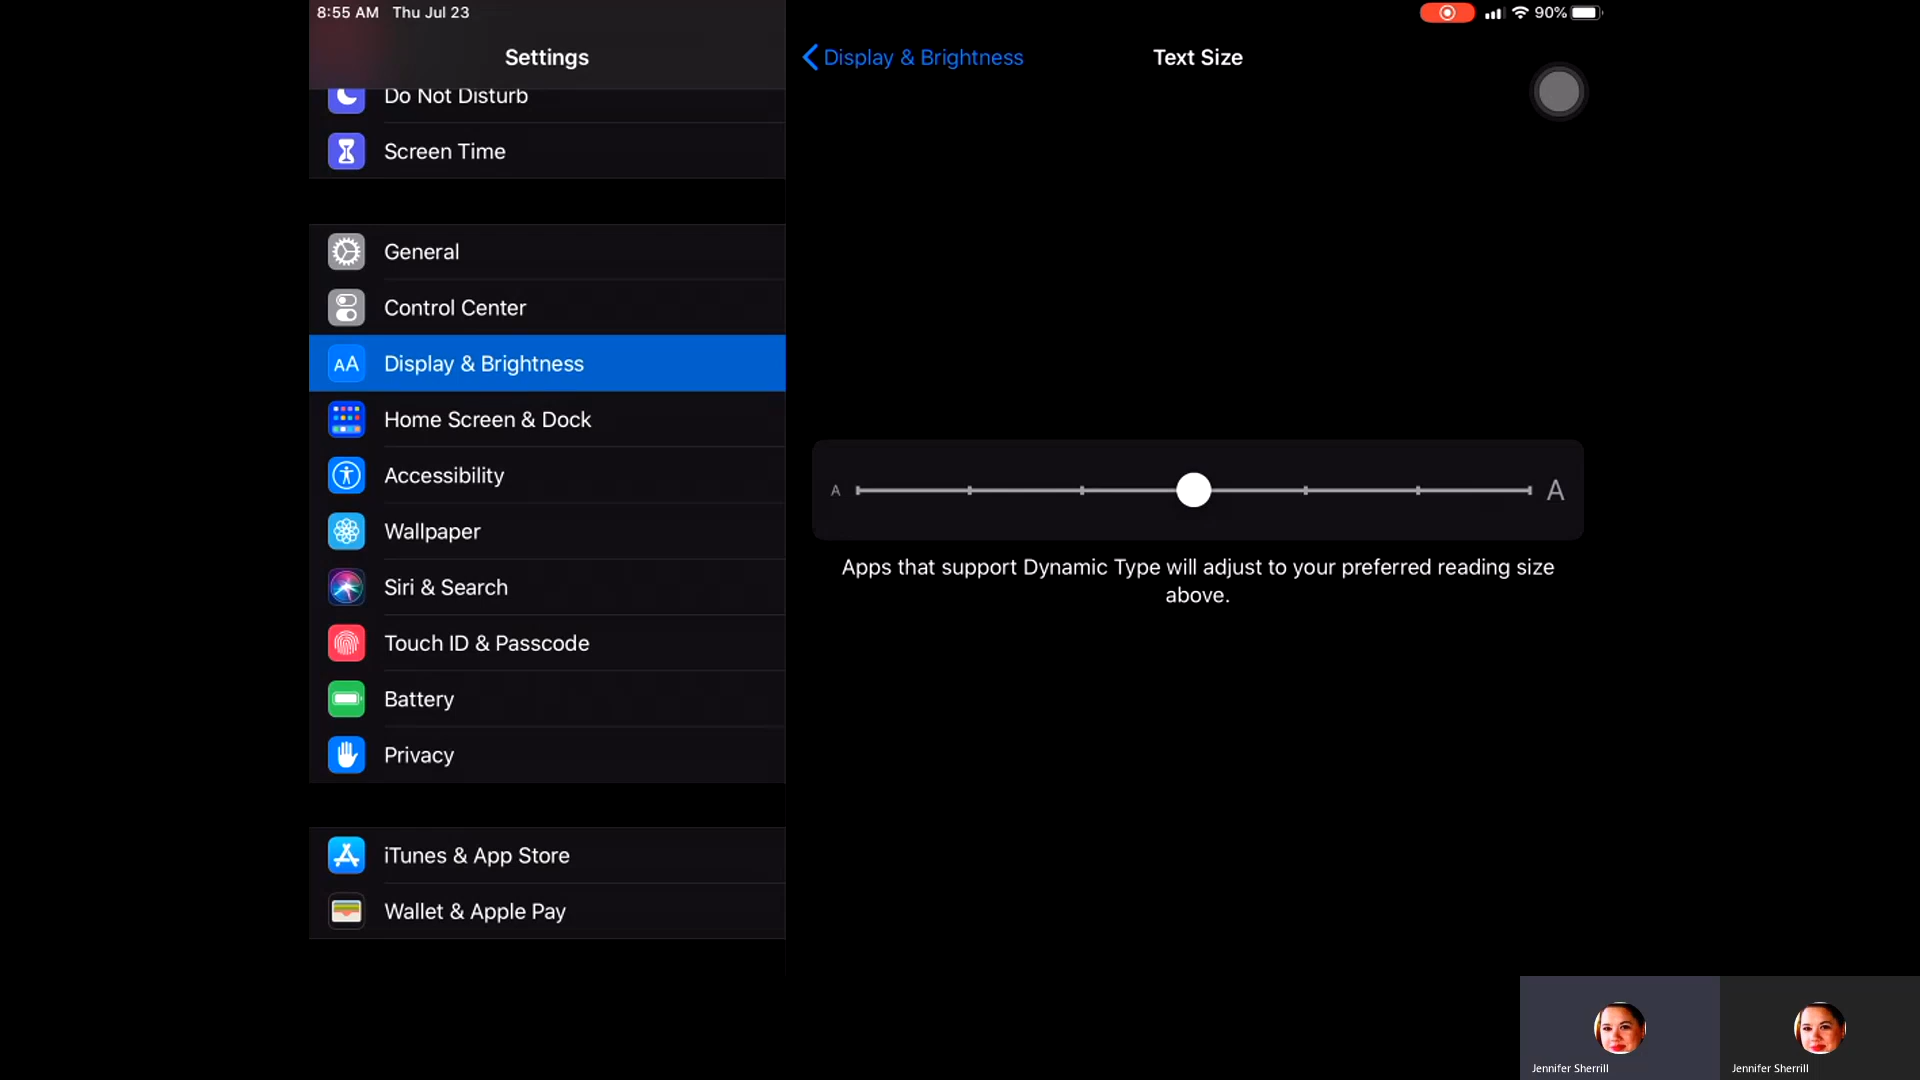 8:55 AM Thu Jul 23
90%
Settings
Do Not Disturb
Screen Time
General
Control Center
AA Display & Brightness
Home Screen & Dock
Accessibility
Wallpaper
Siri & Search
Touch ID & Passcode
Battery
Privacy
iTunes & App Store
Wallet & Apple Pay
Display & Brightness
Text Size
A A
Apps that support Dynamic Type will adjust to your preferred reading size
above.
Jennifer Sherrill
Jennifer Sherrill